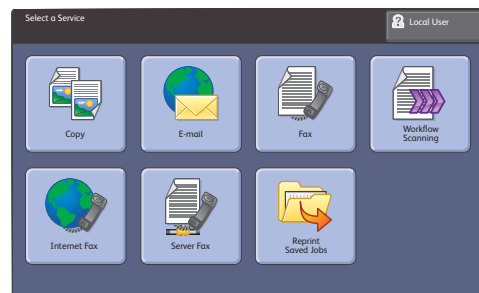 Select a Service
Local User
Copy
E-mail
Fax
Workflow
Scanning
Internet Fax
Server Fax
Reprint
Saved Jobs